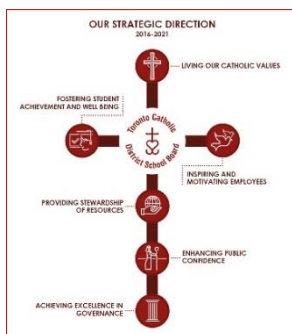 OUR STRATEGIC DIRECTION
2016-2021
LIVING OUR CATHOLIC VALUES
FOSTERING STUDENT
ACHIEVEMENT AND WELL BEING
Toronto Catholic
District School Board
INSPIRING AND
MOTIVATING EMPLOYEES
PROVIDING STEWARDSHIP
OF RESOURCES
ENHANCING PUBLIC
CONFIDENCE
ACHIEVING EXCELLENCE IN
GOVERNANCE